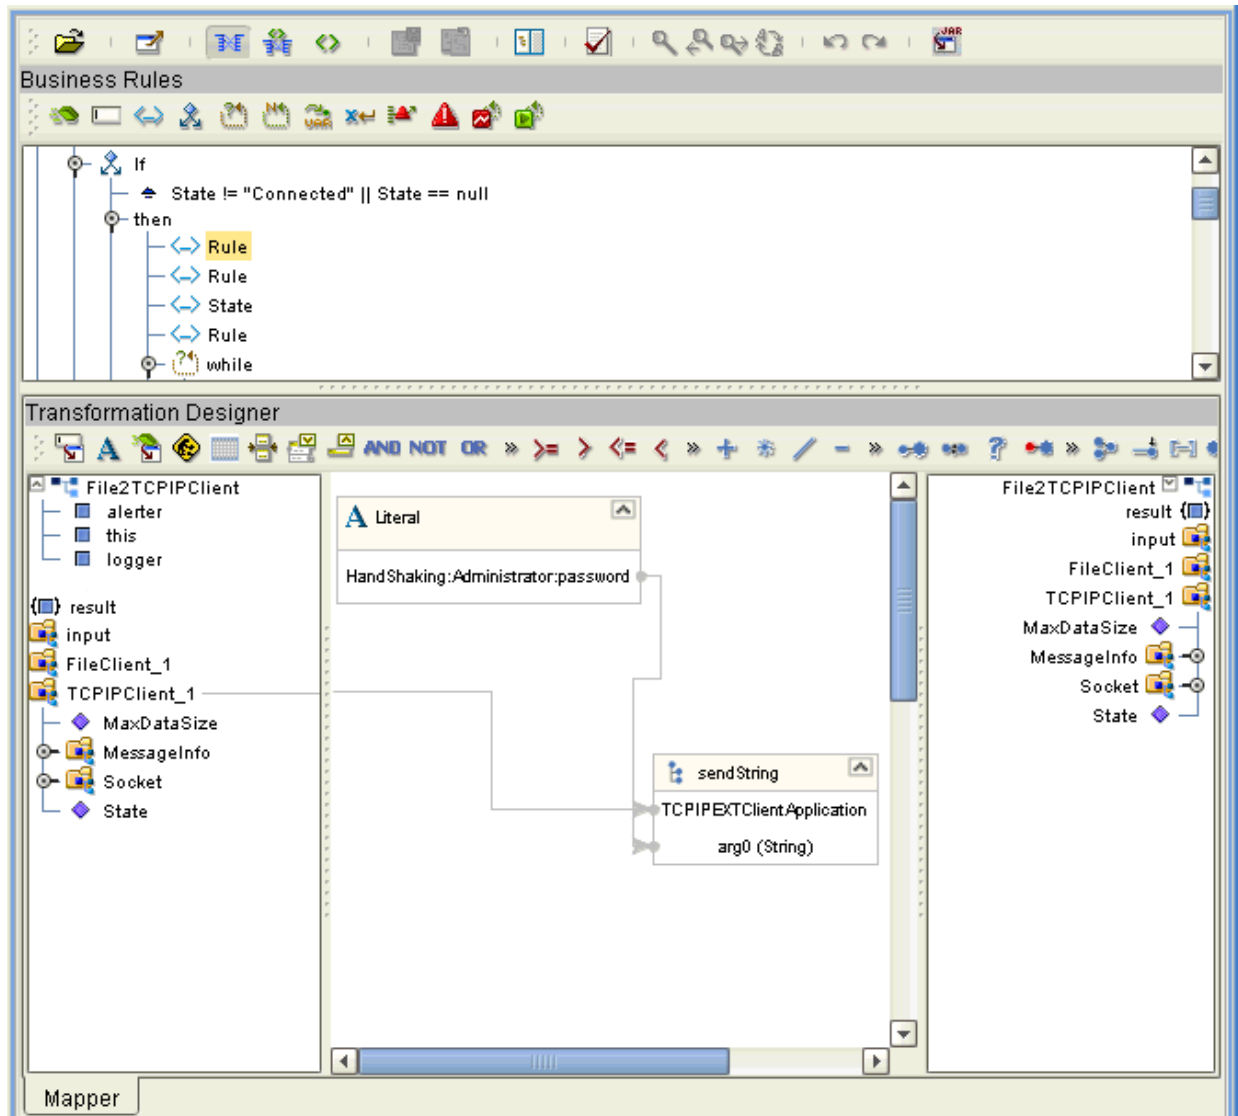 JAR
Business Rules
VAR
If
State != "Connected" || State == null
then
Rule
Rule
State
Rule
while
Transformation Designer
A AND NOT OR » >= > <= < » + * / - » ? »
File2TCPIPClient
alerter
this
logger
{ } result
input
FileClient_1
TCPIPClient_1
MaxDataSize
MessageInfo
Socket
State
A Literal
HandShaking:Administrator:password
sendString
TCPIPEXTClientApplication
arg0 (String)
File2TCPIPClient
result { }
input
FileClient_1
TCPIPClient_1
MaxDataSize
MessageInfo
Socket
State
Mapper